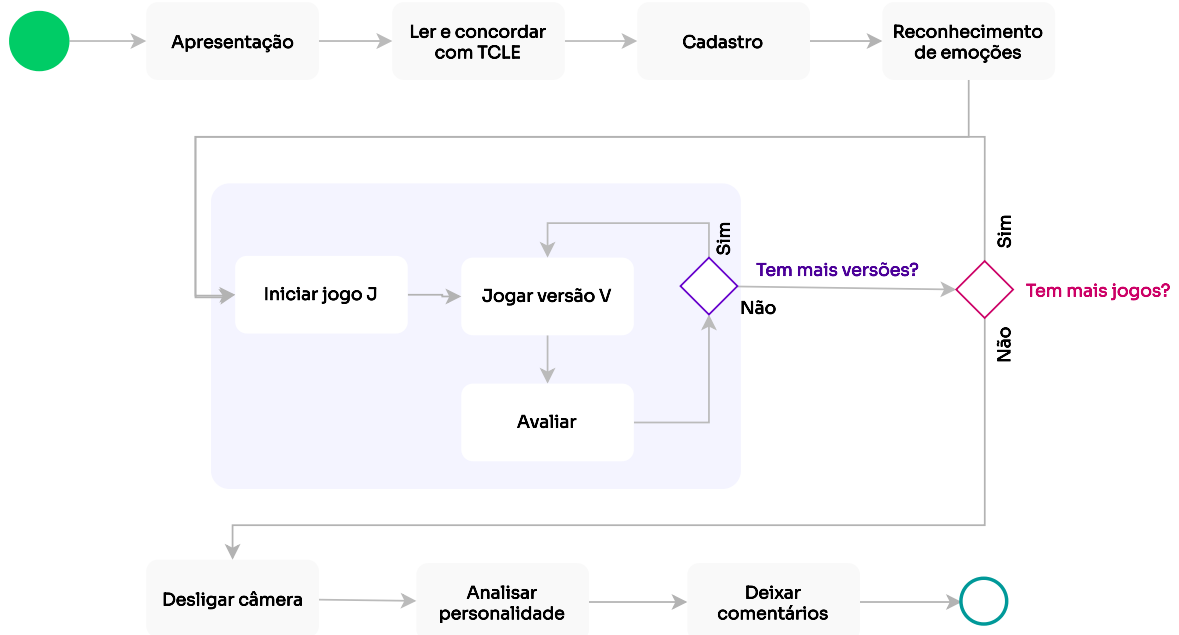 Apresentação
Ler e concordar
com TCLE
Cadastro
Reconhecimento
de emoções
Iniciar jogo J
Jogar versão V
Avaliar
Sim
Tem mais versões?
Não
Sim
Tem mais jogos?
Não
Desligar câmera
Analisar
personalidade
Deixar
comentários